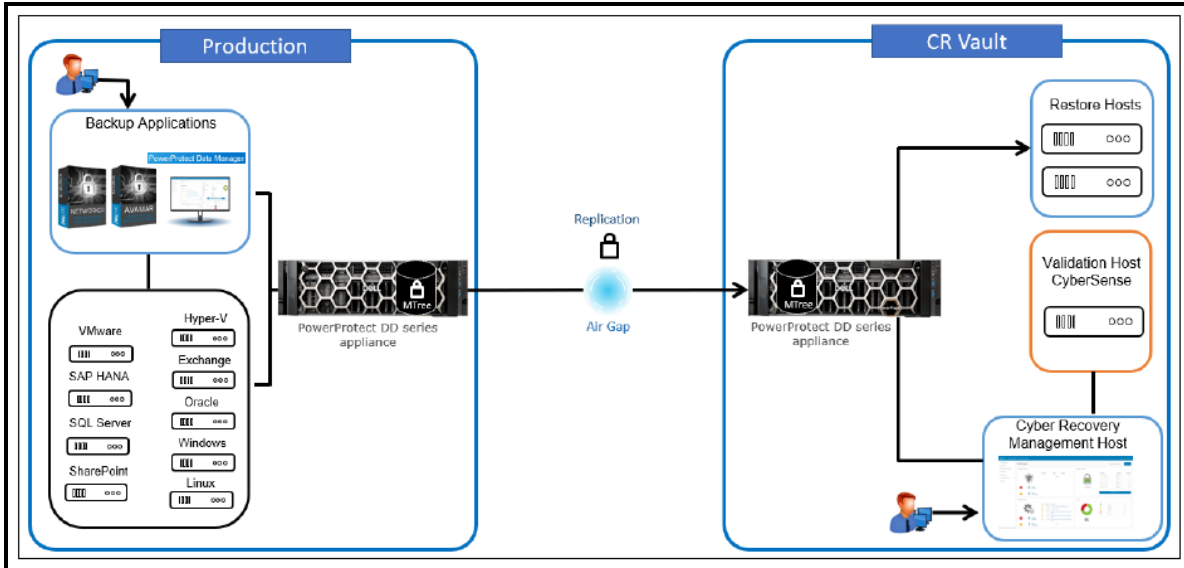 Production
CR Vault
Backup Applications
PowerProtect Data Manager
NETWORKER
AVAMAR
VMware
SAP HANA
SQL Server
SharePoint
Hyper-V
Exchange
Oracle
Windows
Linux
DELL
MTree
PowerProtect DD series
appliance
Replication
Air Gap
MTree
PowerProtect DD series
appliance
Restore Hosts
Validation Host
CyberSense
Cyber Recovery
Management Host